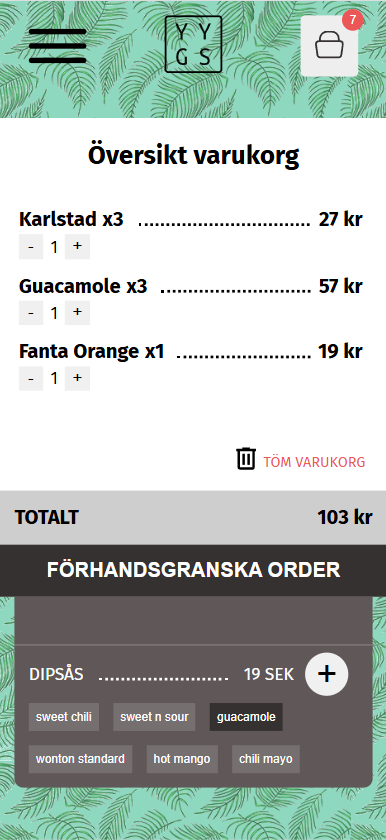 YY
GS
7
Översikt varukorg
Karlstad x3 27 kr
- 1 +
Guacamole x3 57 kr
- 1 +
Fanta Orange x1 19 kr
- 1 +
TÖM VARUKORG
TOTALT 103 kr
FÖRHANDSGRANSKA ORDER
DIPSÅS 19 SEK +
sweet chili sweet n sour guacamole
wonton standard hot mango chili mayo